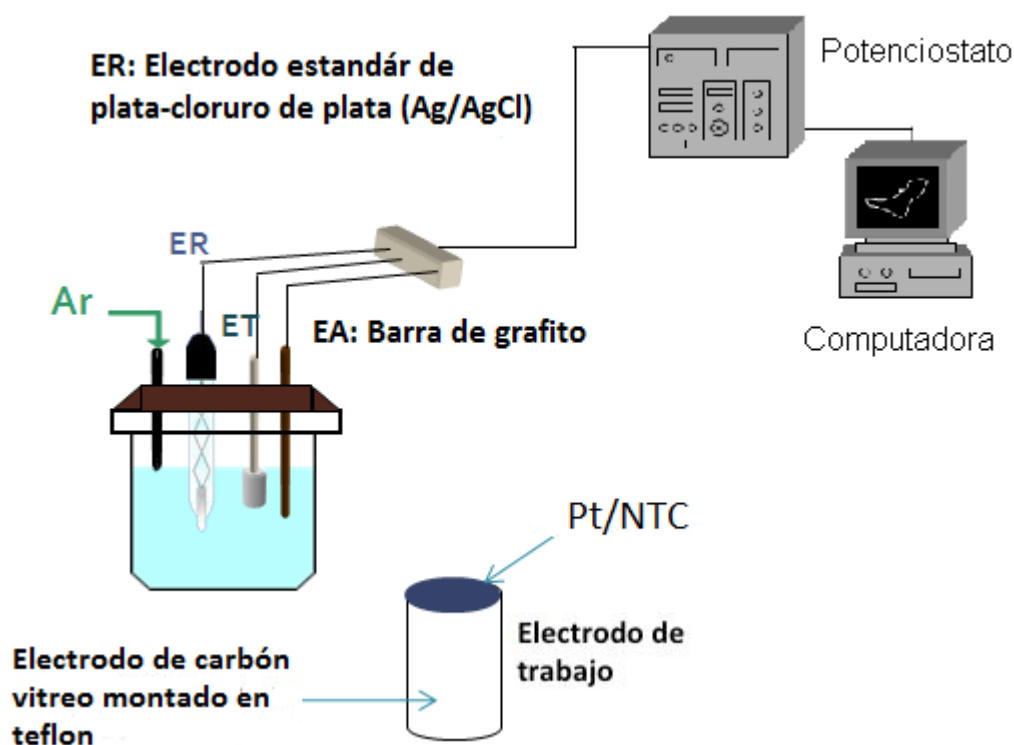 ER: Electrodo estandár de
plata-cloruro de plata (Ag/AgCl)
Potenciostato
Computadora
ER
Ar
ET
EA: Barra de grafito
Pt/NTC
Electrodo de
trabajo
Electrodo de carbón
vitreo montado en
teflon